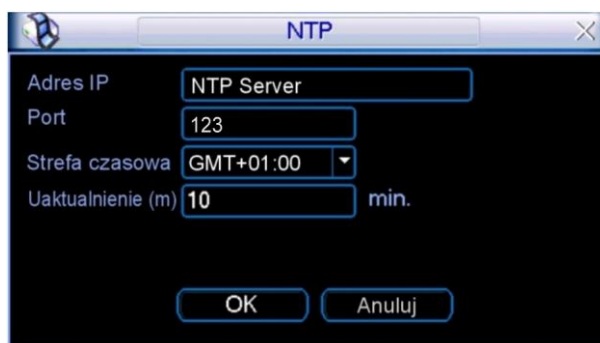 NTP
Adres IP NTP Server
Port 123
Strefa czasowa GMT+01:00
Uaktualnienie (m) 10 min.
OK Anuluj